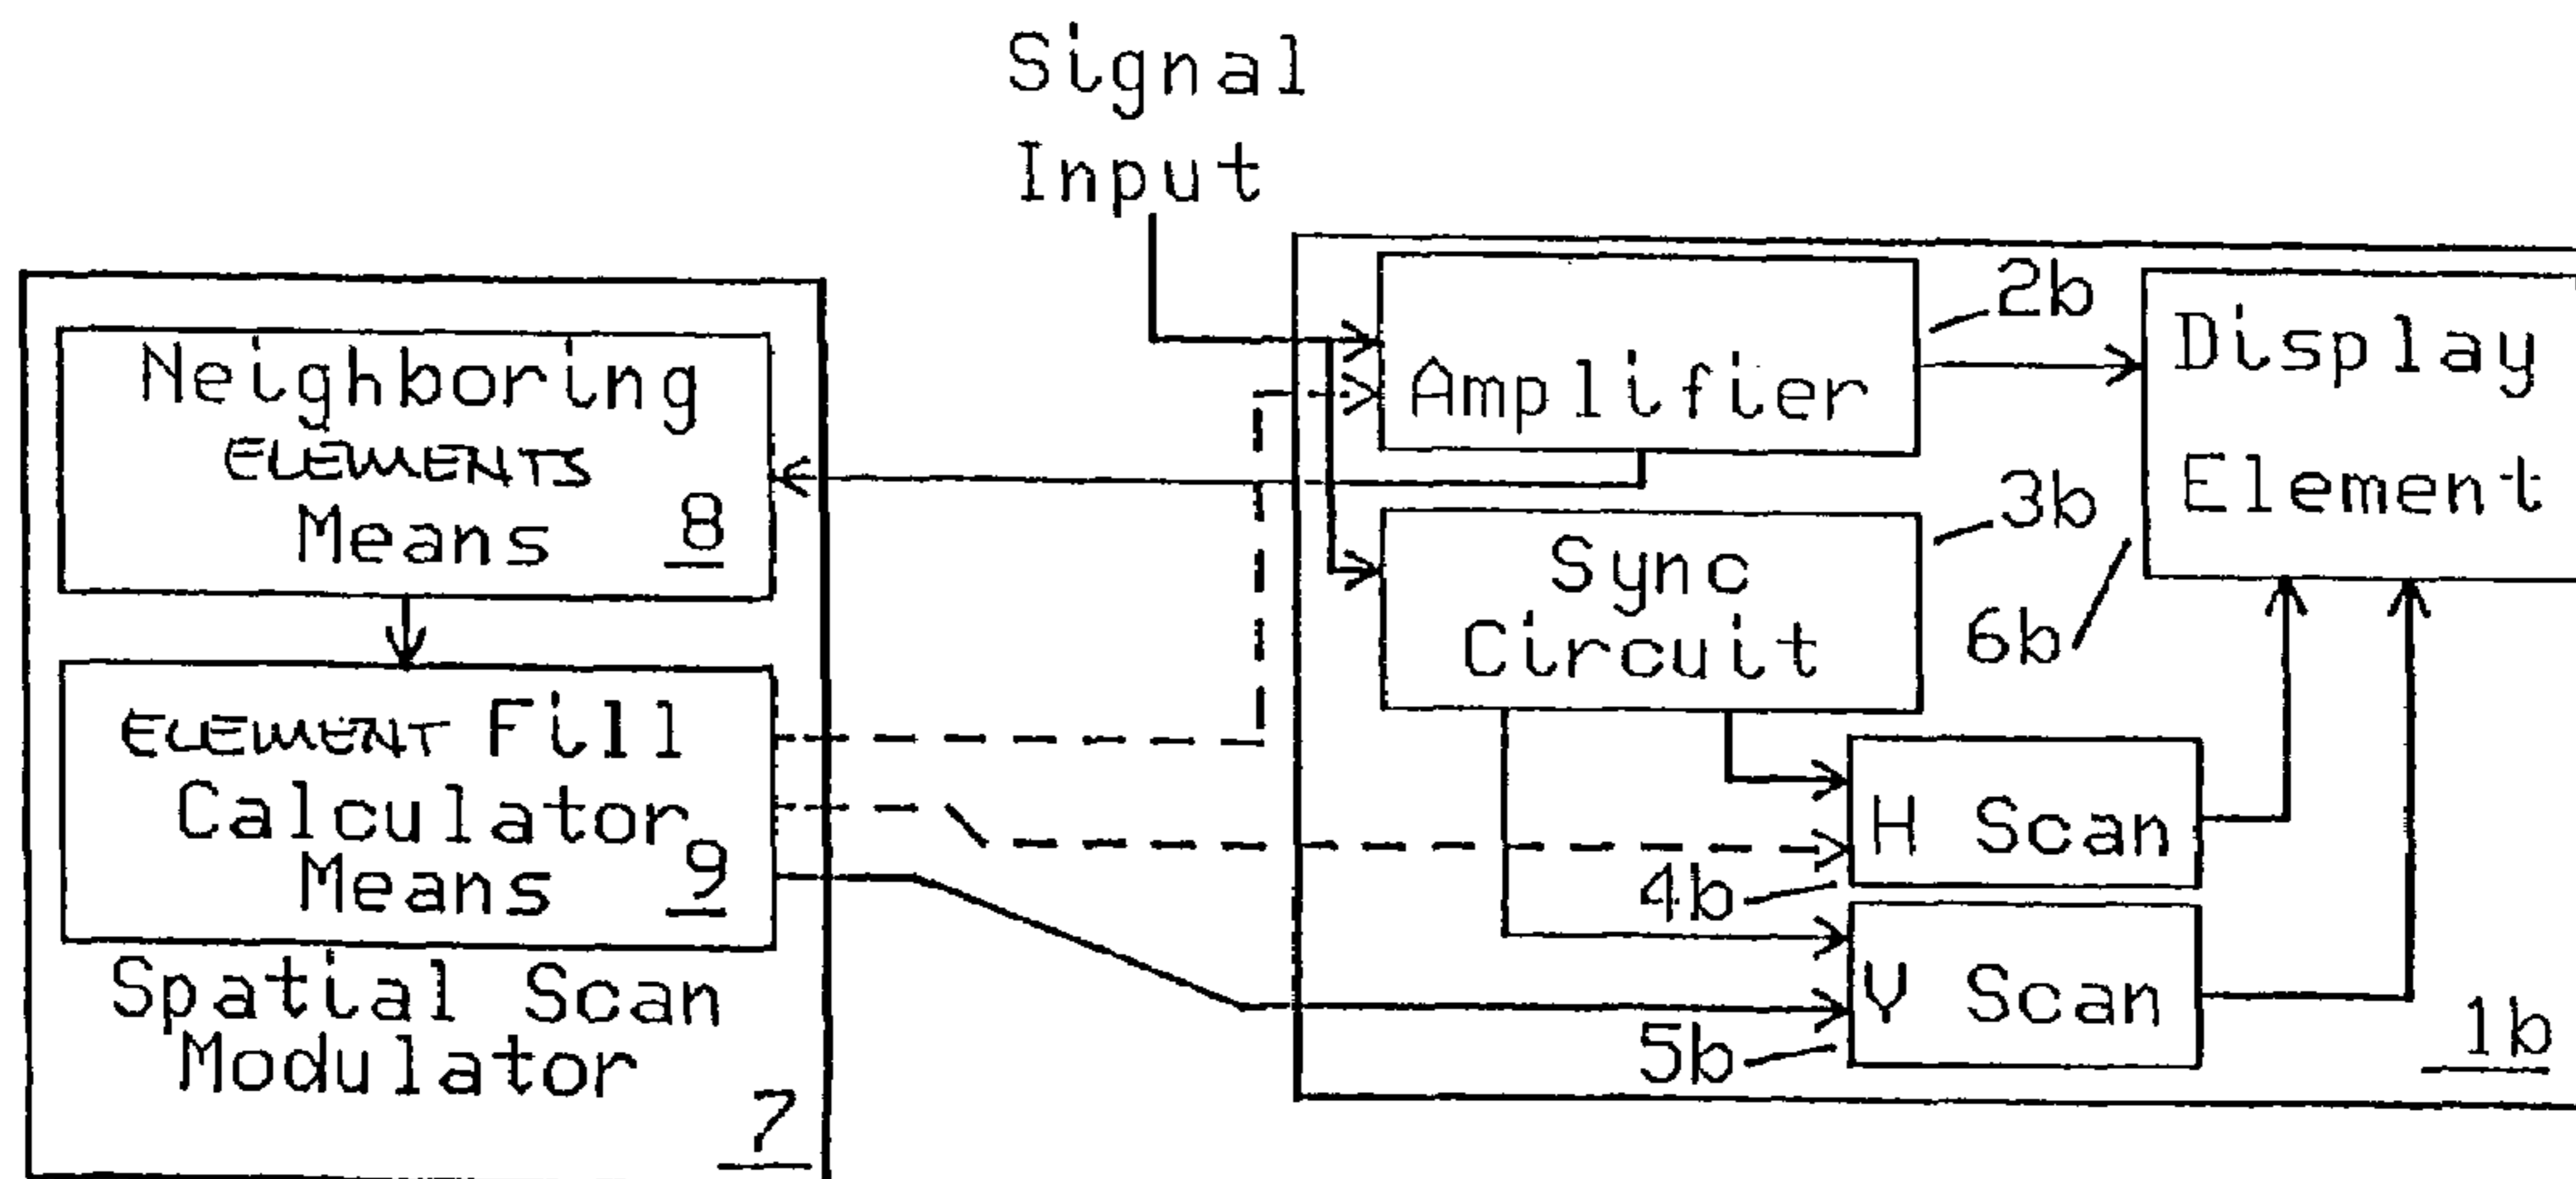 Signal
Input
Neighboring
ELEMENTS
Means
8
ELEMENT Fill
Calculator
Means
9
Spatial Scan
Modulator
7
Amplifier
2b
Sync
Circuit
3b
Display
Element
6b
H Scan
4b
V Scan
5b
1b